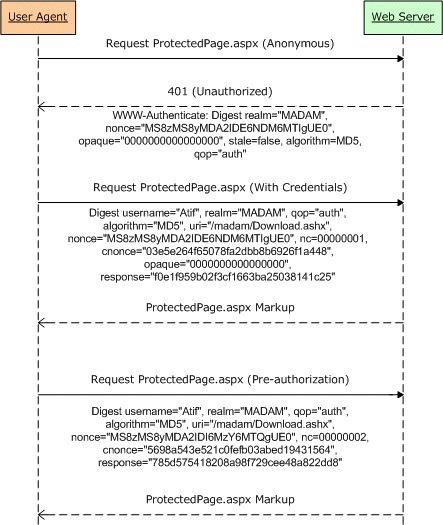 User Agent
Web Server
Request ProtectedPage.aspx (Anonymous)
401 (Unauthorized)
WWW-Authenticate: Digest realm="MADAM",
nonce="MS8zMS8yMDA2IDE6NDM6MTIgUE0",
opaque="0000000000000000", stale=false, algorithm=MD5,
qop="auth"
Request ProtectedPage.aspx (With Credentials)
Digest username="Atif", realm="MADAM", qop="auth",
algorithm="MD5", uri="/madam/Download.ashx",
nonce="MS8zMS8yMDA2IDE6NDM6MTIgUE0", nc=00000001,
cnonce="03e5e264f65078fa2dbb8b6926f1a448",
opaque="0000000000000000",
response="f0e1f959b02f3cf1663ba25038141c25"
ProtectedPage.aspx Markup
Request ProtectedPage.aspx (Pre-authorization)
Digest username="Atif", realm="MADAM", qop="auth",
algorithm="MD5", uri="/madam/Download.ashx",
nonce="MS8zMS8yMDA2IDI6MzY6MTQgUE0", nc=00000002,
cnonce="5698a543e521c0fefb03abed19431564",
response="785d575418208a98f729cee48a822dd8"
ProtectedPage.aspx Markup